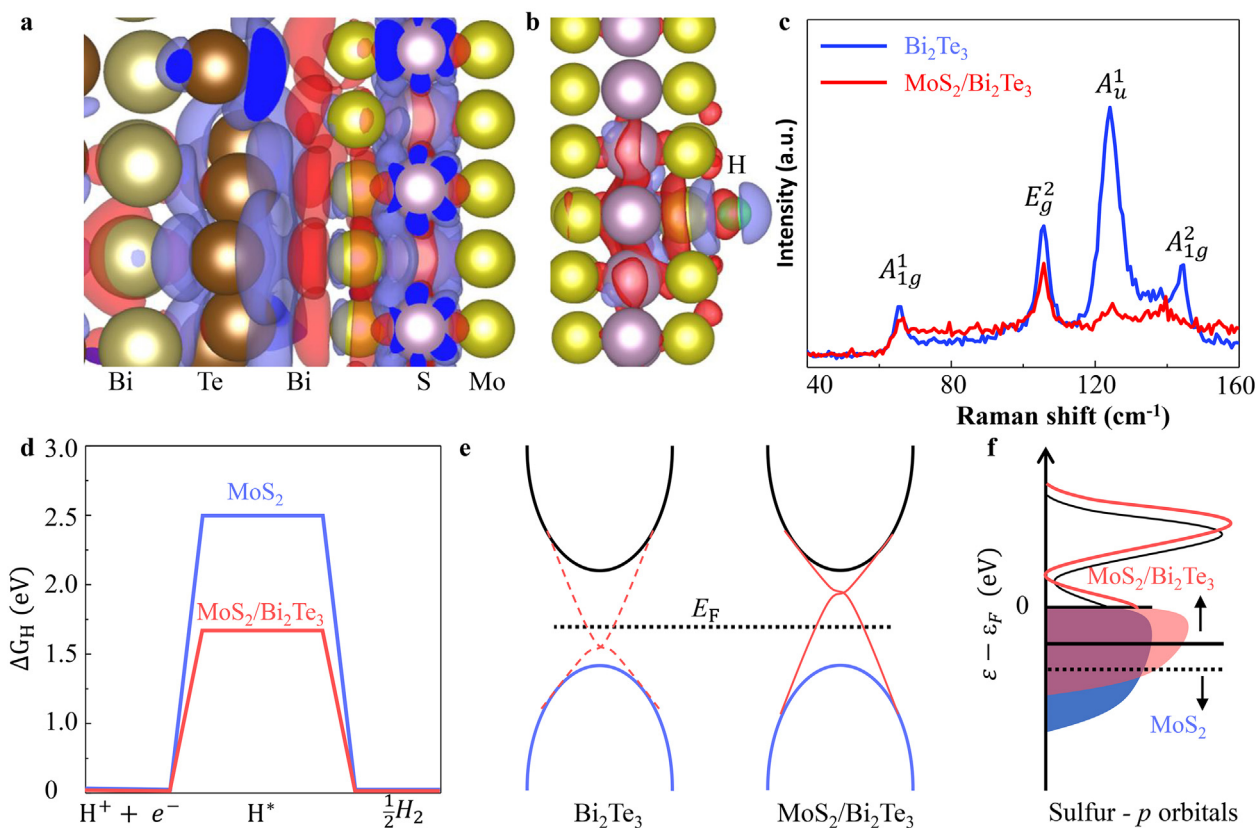 a
Bi Te Bi S Mo
b
H
c
Bi₂Te₃
MoS₂/Bi₂Te₃
Intensity (a.u.)
A¹₁g
E²g
A¹ᵤ
A²₁g
40 80 120 160
Raman shift (cm⁻¹)
d
ΔG_H (eV)
3.0
2.5
2.0
1.5
1.0
0
MoS₂
MoS₂/Bi₂Te₃
H⁺ + e⁻ H* ½H₂
e
E_F
Bi₂Te₃ MoS₂/Bi₂Te₃
f
ε − ε_F (eV)
0
MoS₂/Bi₂Te₃
MoS₂
Sulfur - p orbitals